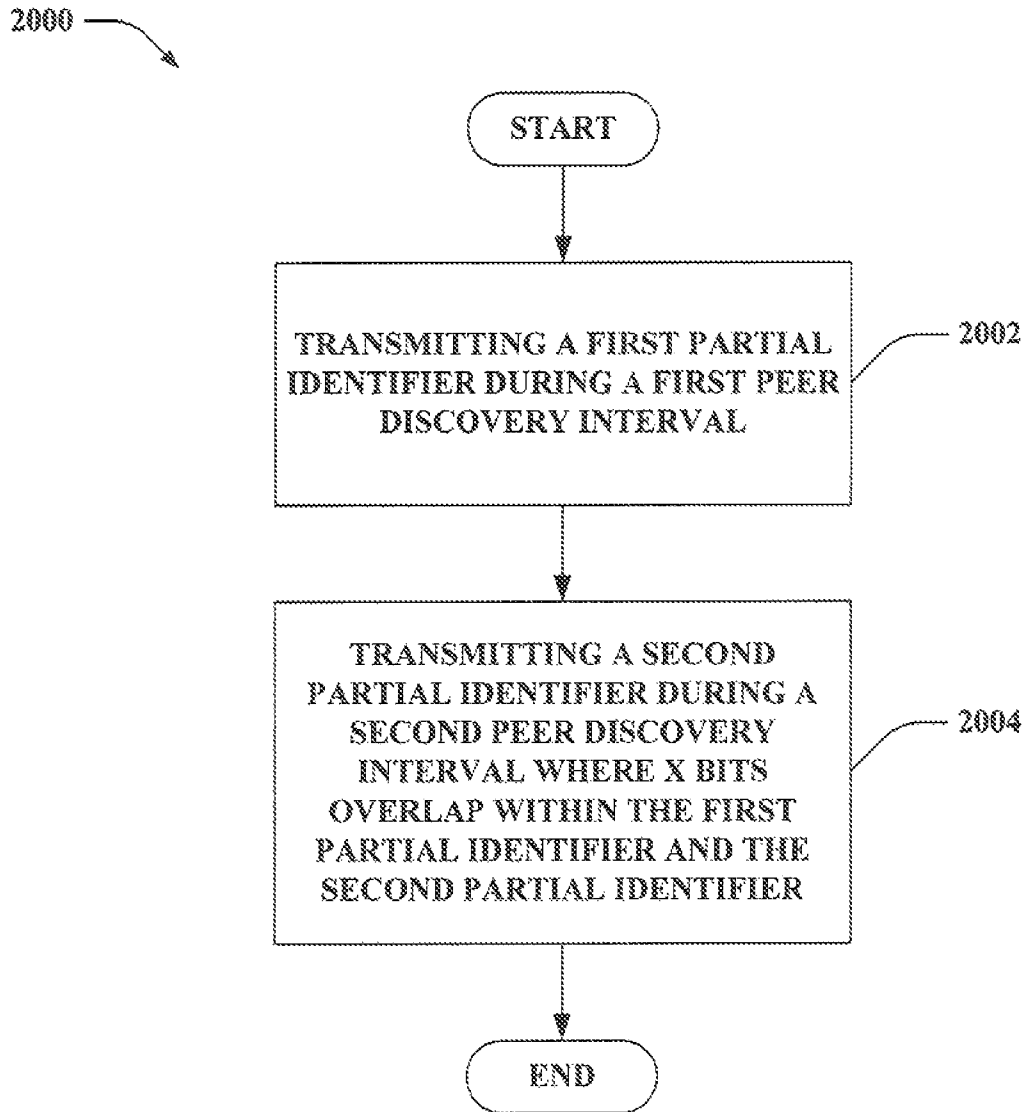 2000
START
TRANSMITTING A FIRST PARTIAL
IDENTIFIER DURING A FIRST PEER
DISCOVERY INTERVAL
2002
TRANSMITTING A SECOND
PARTIAL IDENTIFIER DURING A
SECOND PEER DISCOVERY
INTERVAL WHERE X BITS
OVERLAP WITHIN THE FIRST
PARTIAL IDENTIFIER AND THE
SECOND PARTIAL IDENTIFIER
2004
END